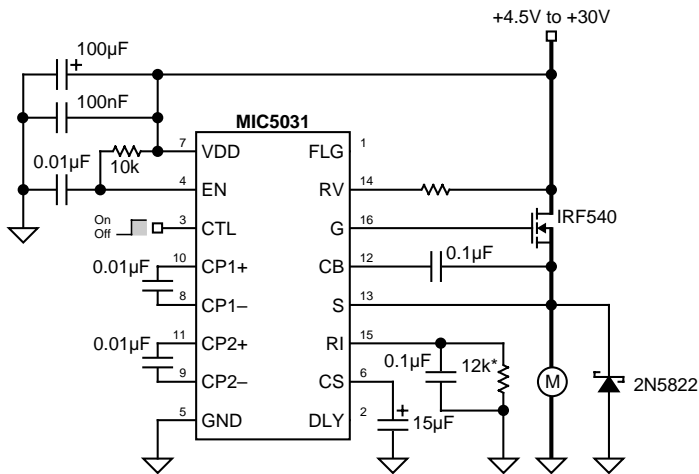 +4.5V to +30V
100µF +
100nF
MIC5031
0.01µF
10k
7 VDD FLG 1
4 EN RV 14
IRF540
On
Off
3 CTL G 16
0.1µF
10 CP1+ CB 12
0.01µF
8 CP1– S 13
11 CP2+ RI 15
0.01µF
0.1µF 12k*
9 CP2– CS 6
M
2N5822
+
15µF
5 GND DLY 2